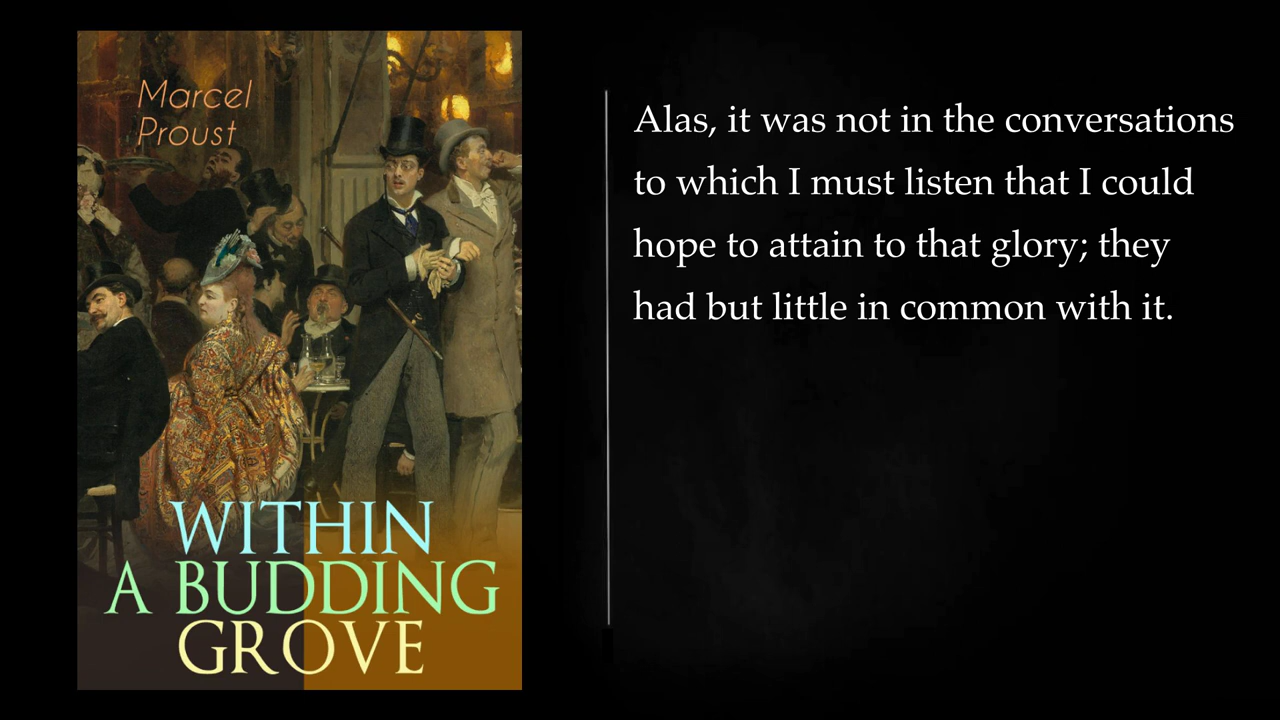 Marcel
Proust
WITHIN
A BUDDING
GROVE
Alas, it was not in the conversations
to which I must listen that I could
hope to attain to that glory; they
had but little in common with it.